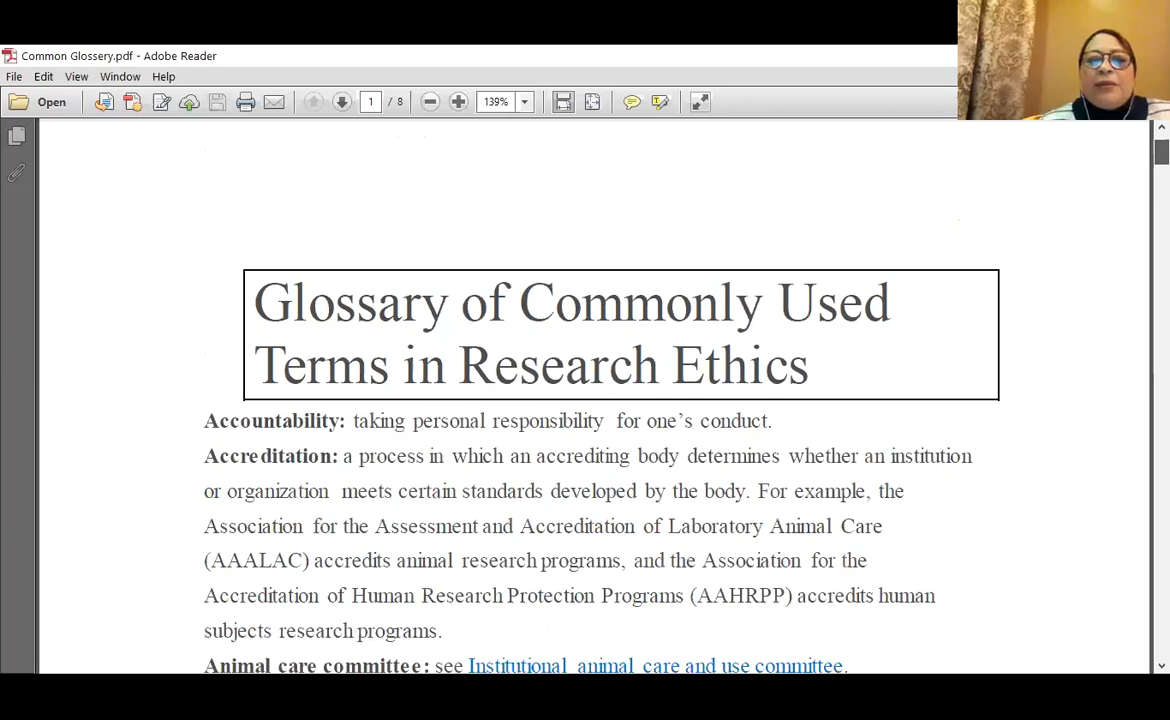 Common Glossery.pdf - Adobe Reader
File Edit View Window Help
Open 1 / 8 139%
Glossary of Commonly Used
Terms in Research Ethics
Accountability: taking personal responsibility for one’s conduct.
Accreditation: a process in which an accrediting body determines whether an institution
or organization meets certain standards developed by the body. For example, the
Association for the Assessment and Accreditation of Laboratory Animal Care
(AAALAC) accredits animal research programs, and the Association for the
Accreditation of Human Research Protection Programs (AAHRPP) accredits human
subjects research programs.
Animal care committee: see Institutional animal care and use committee.